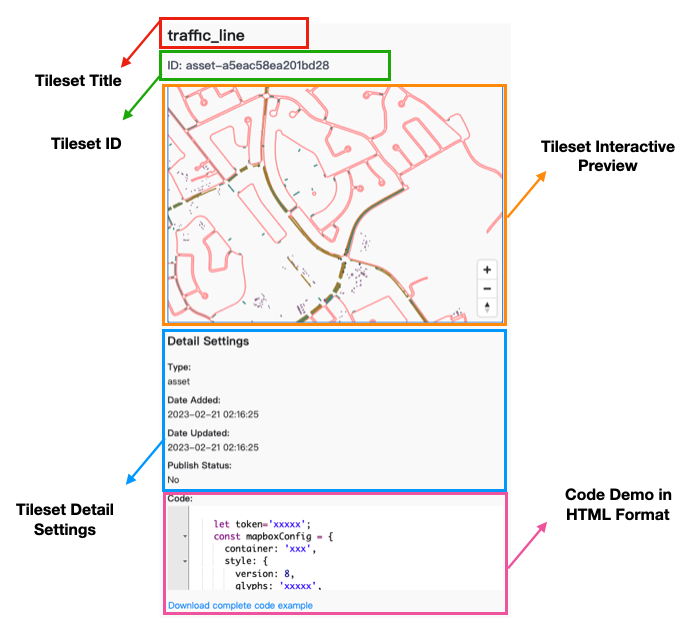 traffic_line
ID: asset-a5eac58ea201bd28
Tileset Title
Tileset ID
Tileset Interactive
Preview
+
−
Detail Settings
Type:
asset
Date Added:
2023-02-21 02:16:25
Date Updated:
2023-02-21 02:16:25
Publish Status:
No
Tileset Detail
Settings
Code:
let token='xxxxx';
const mapboxConfig = {
container: 'xxx',
style: {
version: 8,
glyphs: 'xxxxx',
Download complete code example
Code Demo in
HTML Format